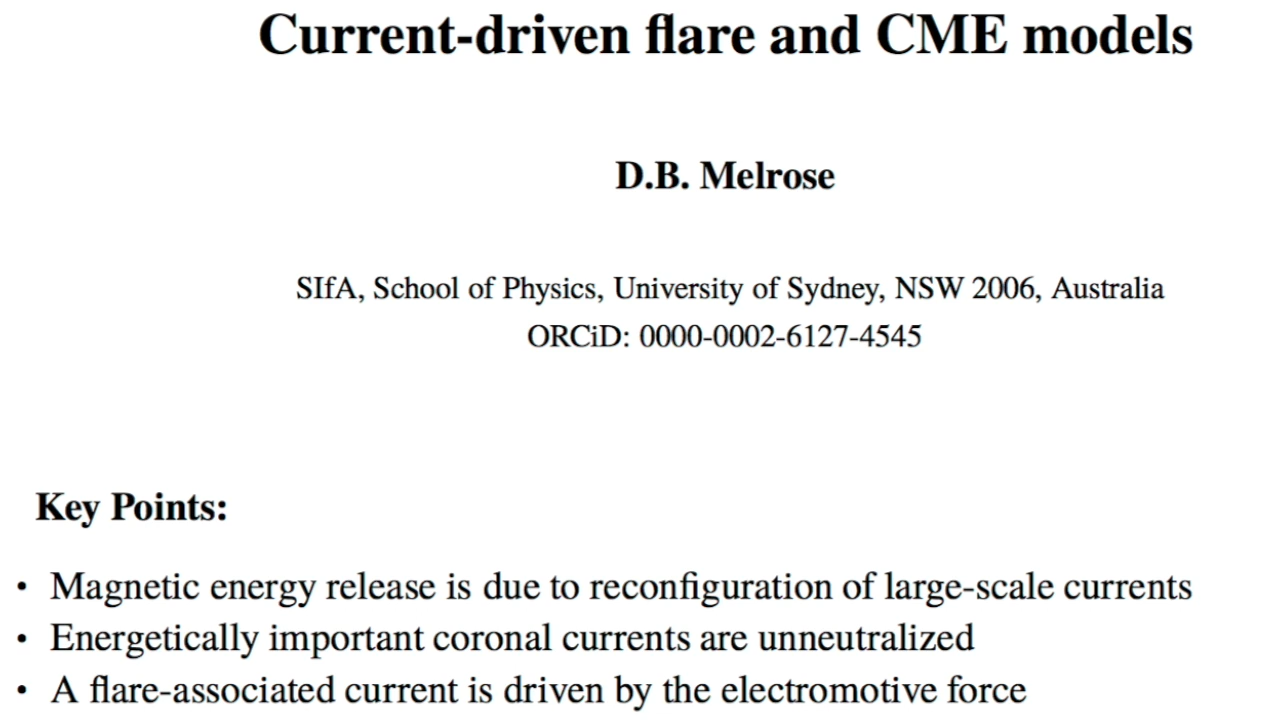 Current-driven flare and CME models
D.B. Melrose
SIfA, School of Physics, University of Sydney, NSW 2006, Australia
ORCiD: 0000-0002-6127-4545
Key Points:
• Magnetic energy release is due to reconfiguration of large-scale currents
• Energetically important coronal currents are unneutralized
• A flare-associated current is driven by the electromotive force